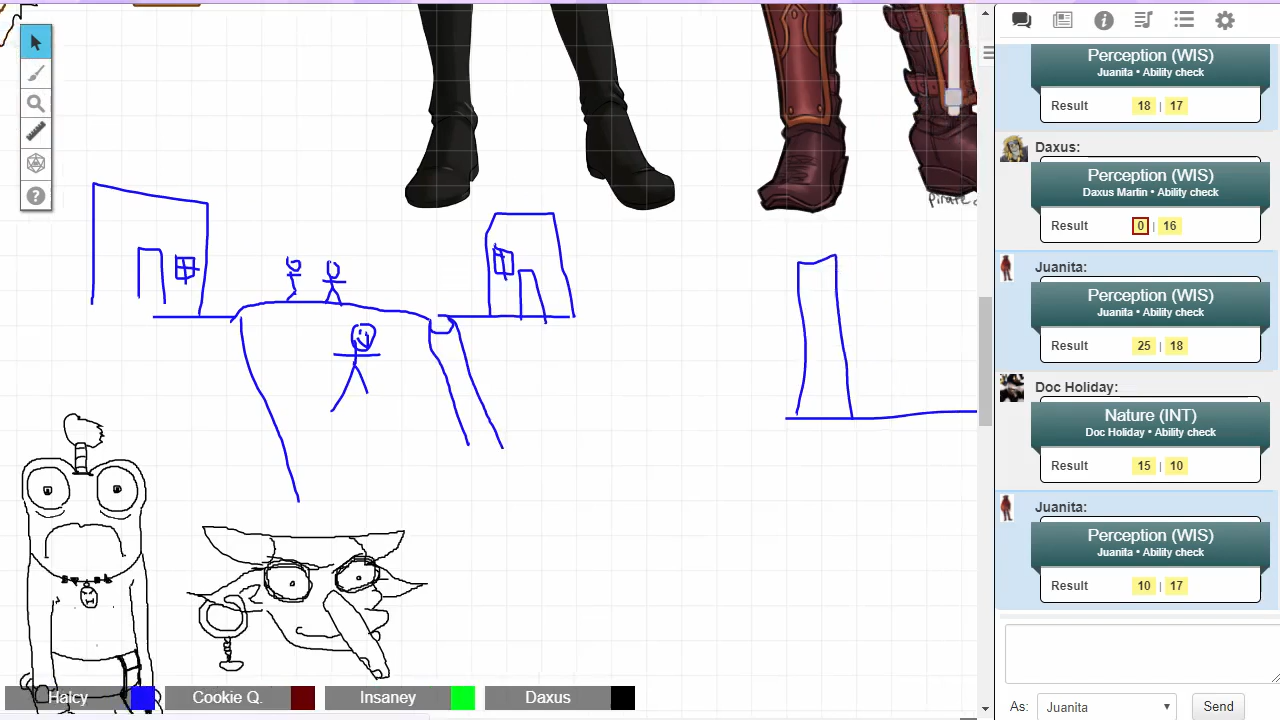 pirate
Perception (WIS)
Juanita • Ability check
Result 18 | 17
Daxus:
Perception (WIS)
Daxus Martin • Ability check
Result 0 | 16
Juanita:
Perception (WIS)
Juanita • Ability check
Result 25 | 18
Doc Holiday:
Nature (INT)
Doc Holiday • Ability check
Result 15 | 10
Juanita:
Perception (WIS)
Juanita • Ability check
Result 10 | 17
Halcy Cookie Q. Insaney Daxus
As: Juanita Send